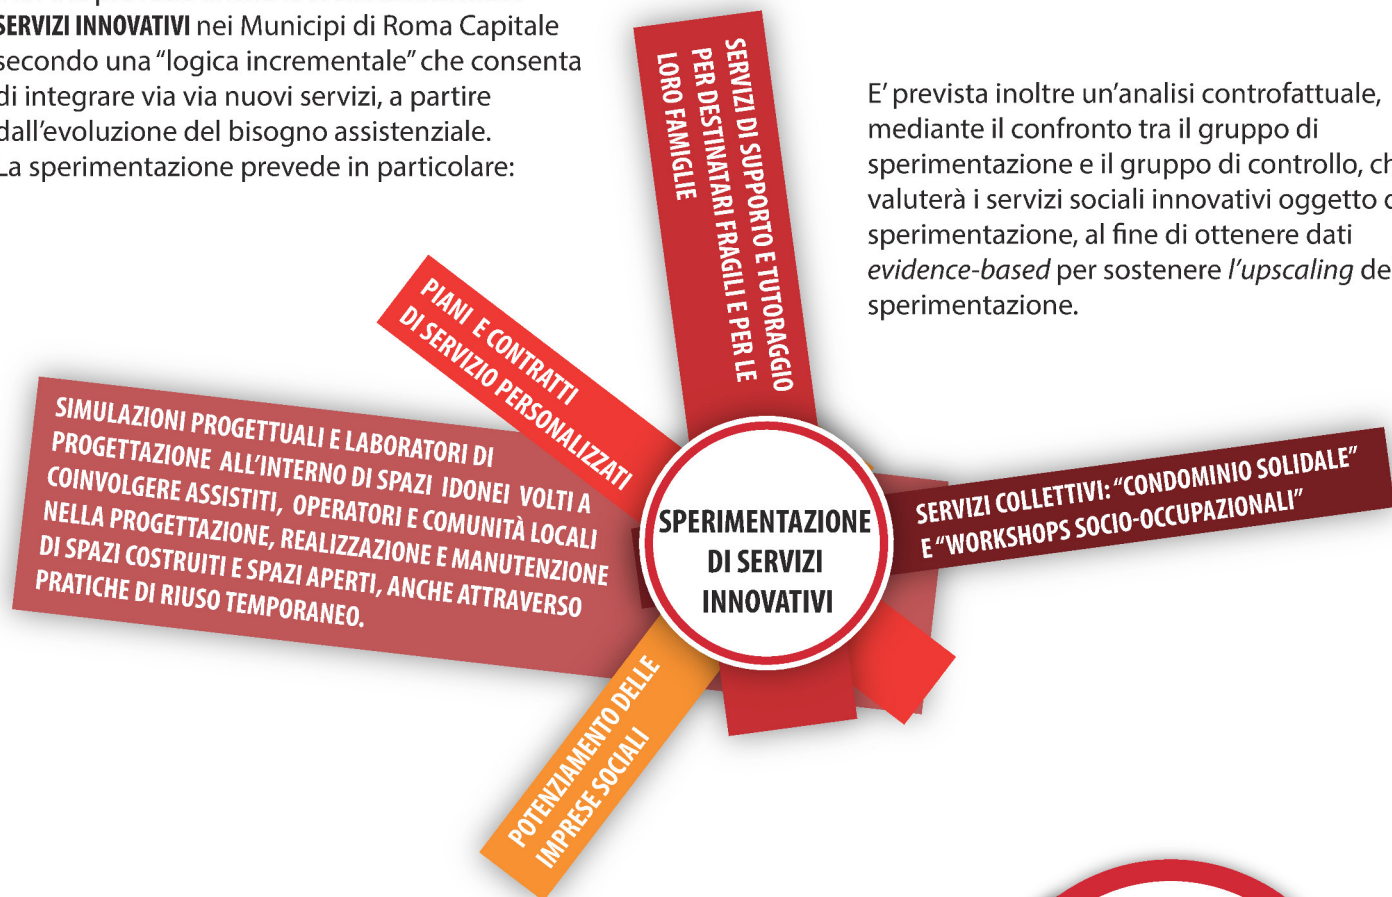 SERVIZI INNOVATIVI nei Municipi di Roma Capitale
secondo una “logica incrementale” che consenta
di integrare via via nuovi servizi, a partire
dall’evoluzione del bisogno assistenziale.
La sperimentazione prevede in particolare:
SERVIZI DI SUPPORTO E TUTORAGGIO
PER DESTINATARI FRAGILI E PER LE
LORO FAMIGLIE
E’ prevista inoltre un’analisi controfattuale,
mediante il confronto tra il gruppo di
sperimentazione e il gruppo di controllo,
valuterà i servizi sociali innovativi oggetto
sperimentazione, al fine di ottenere dati
evidence-based per sostenere l’upscaling
sperimentazione.
PIANI E CONTRATTI
DI SERVIZIO PERSONALIZZATI
SIMULAZIONI PROGETTUALI E LABORATORI DI
PROGETTAZIONE ALL’INTERNO DI SPAZI IDONEI VOLTI A
COINVOLGERE ASSISTITI, OPERATORI E COMUNITÀ LOCALI
NELLA PROGETTAZIONE, REALIZZAZIONE E MANUTENZIONE
DI SPAZI COSTRUITI E SPAZI APERTI, ANCHE ATTRAVERSO
PRATICHE DI RIUSO TEMPORANEO.
SPERIMENTAZIONE
DI SERVIZI
INNOVATIVI
SERVIZI COLLETTIVI: “CONDOMINIO SOLIDALE”
E “WORKSHOPS SOCIO-OCCUPAZIONALI”
POTENZIAMENTO DELLE
IMPRESE SOCIALI